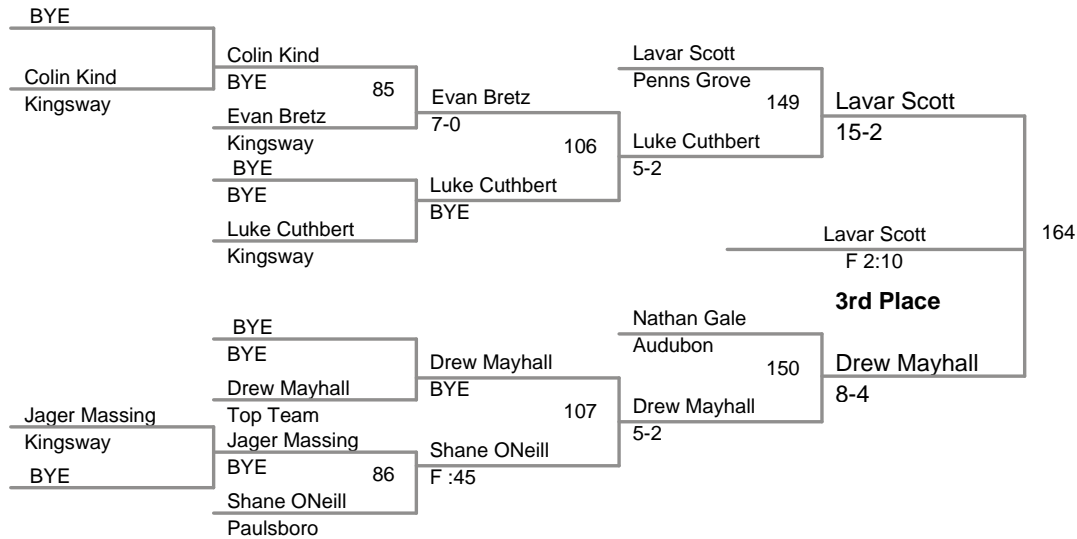 BYE
Colin Kind
Kingsway
Colin Kind
BYE
85
Evan Bretz
Kingsway
BYE
BYE
Luke Cuthbert
Kingsway
Evan Bretz
7-0
106
Luke Cuthbert
BYE
Lavar Scott
Penns Grove
149
Luke Cuthbert
5-2
Lavar Scott
15-2
Lavar Scott
F 2:10
164
3rd Place
BYE
BYE
Drew Mayhall
Top Team
Jager Massing
Kingsway
BYE
Jager Massing
BYE
86
Shane ONeill
Paulsboro
Drew Mayhall
BYE
107
Shane ONeill
F :45
Nathan Gale
Audubon
150
Drew Mayhall
5-2
Drew Mayhall
8-4